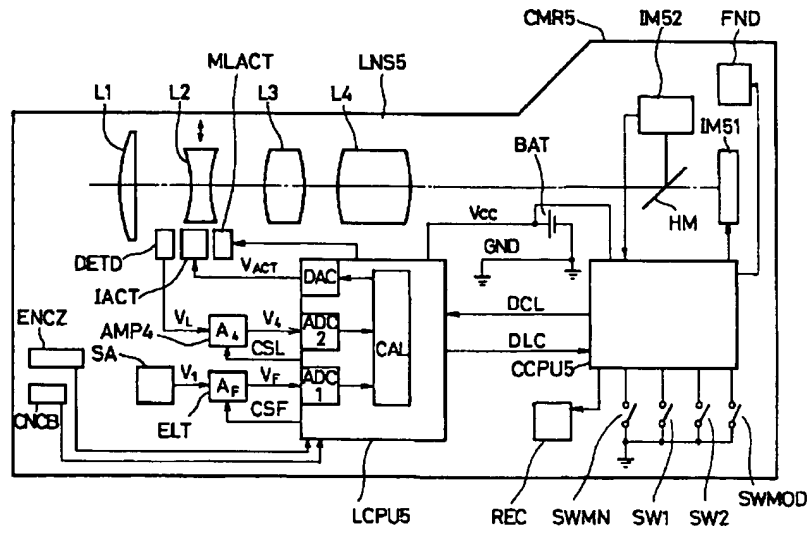 CMR5 IM52 FND
MLACT LNS5
L1 L2 L3 L4
IM51
BAT
Vcc
HM
DETD
GND
IACT
VACT
DAC
ENCZ
AMP4
VL
A4
V4
ADC
2
DCL
CAL
SA
CSL
DLC
CCPU5
V1
AF
VF
ADC
1
CNCB
ELT
CSF
LCPU5 REC SWMN SW1 SW2 SWMOD